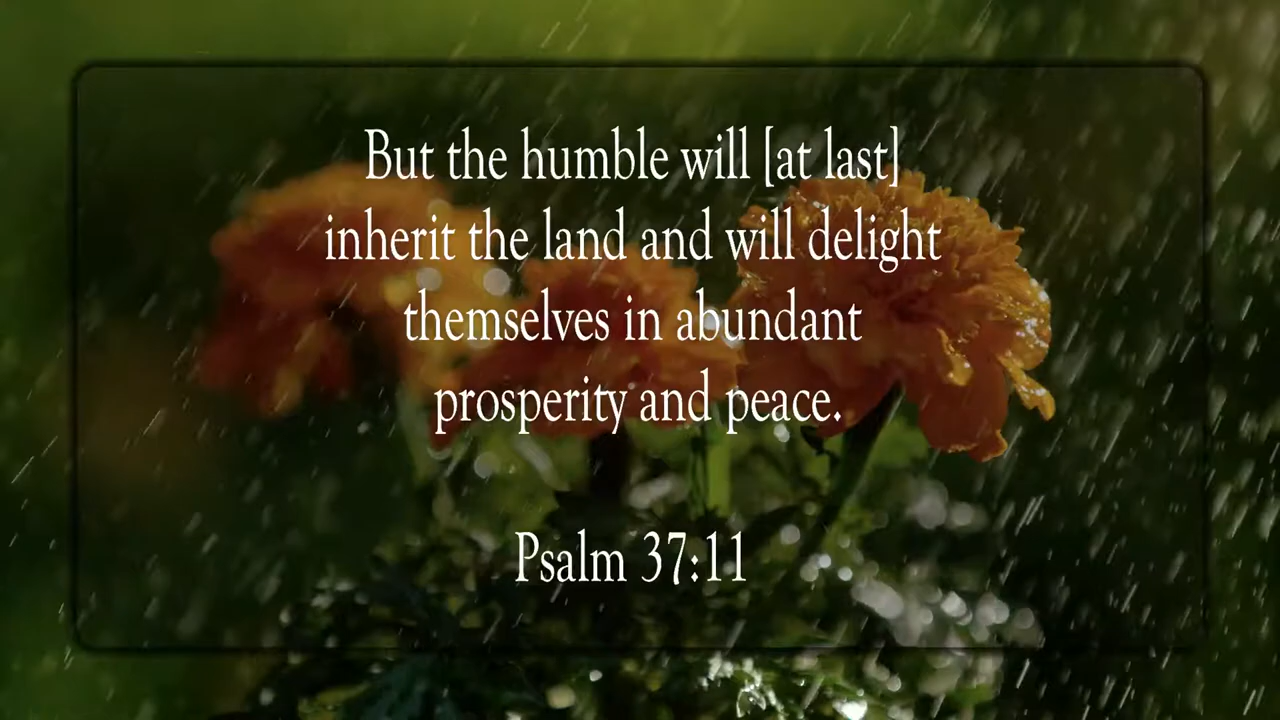 But the humble will [at last]
inherit the land and will delight
themselves in abundant
prosperity and peace.
Psalm 37:11